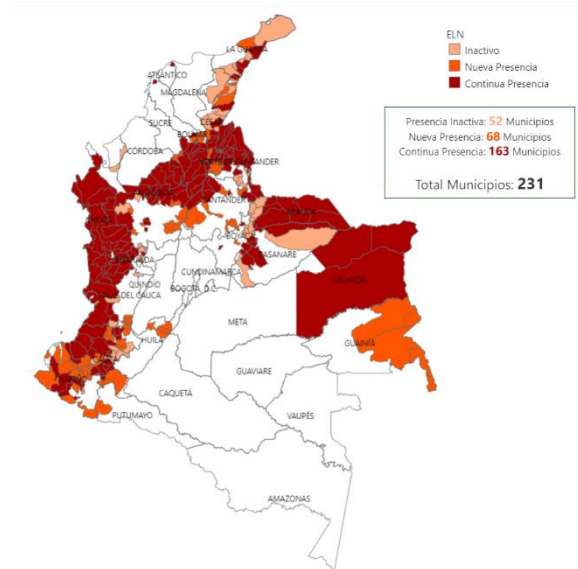 ELN
Inactivo
Nueva Presencia
Continua Presencia
Presencia Inactiva: 52 Municipios
Nueva Presencia: 68 Municipios
Continua Presencia: 163 Municipios
Total Municipios: 231
LA GUAJIRA
ATLÁNTICO
MAGDALENA
SUCRE
BOLÍVAR
CÓRDOBA
NORTE DE SANTANDER
SANTANDER
ARAUCA
CASANARE
CUNDINAMARCA
BOGOTA, D.C.
QUINDÍO
DEL CAUCA
VICHADA
META
HUILA
GUAINÍA
GUAVIARE
CAQUETÁ
VAUPÉS
PUTUMAYO
AMAZONAS